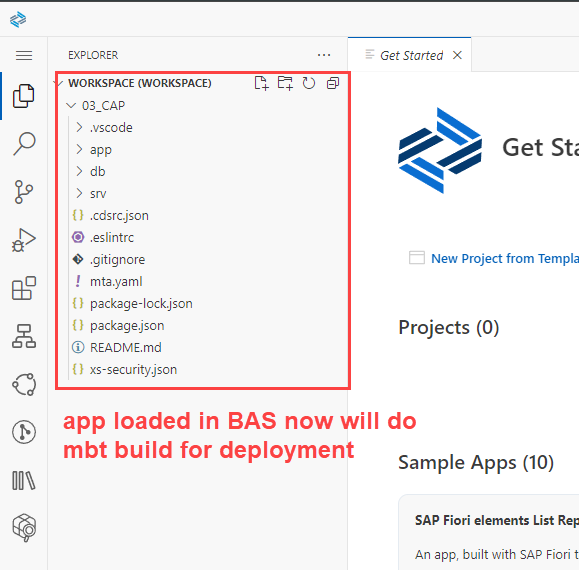 EXPLORER
WORKSPACE (WORKSPACE)
03_CAP
.vscode
app
db
srv
.cdsrc.json
.eslintrc
.gitignore
mta.yaml
package-lock.json
package.json
README.md
xs-security.json
app loaded in BAS now will do
mbt build for deployment
Get Started
Get Sta
New Project from Templa
Projects (0)
Sample Apps (10)
SAP Fiori elements List Rep
An app, built with SAP Fiori t